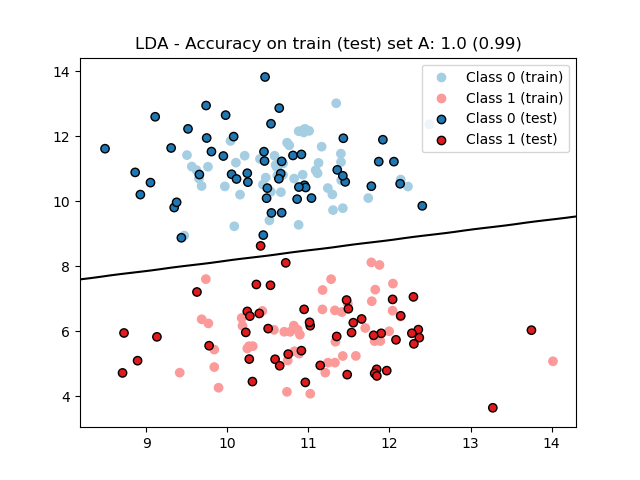 LDA - Accuracy on train (test) set A: 1.0 (0.99)
Class 0 (train)
Class 1 (train)
Class 0 (test)
Class 1 (test)
14
12
10
8
6
4
9 10 11 12 13 14